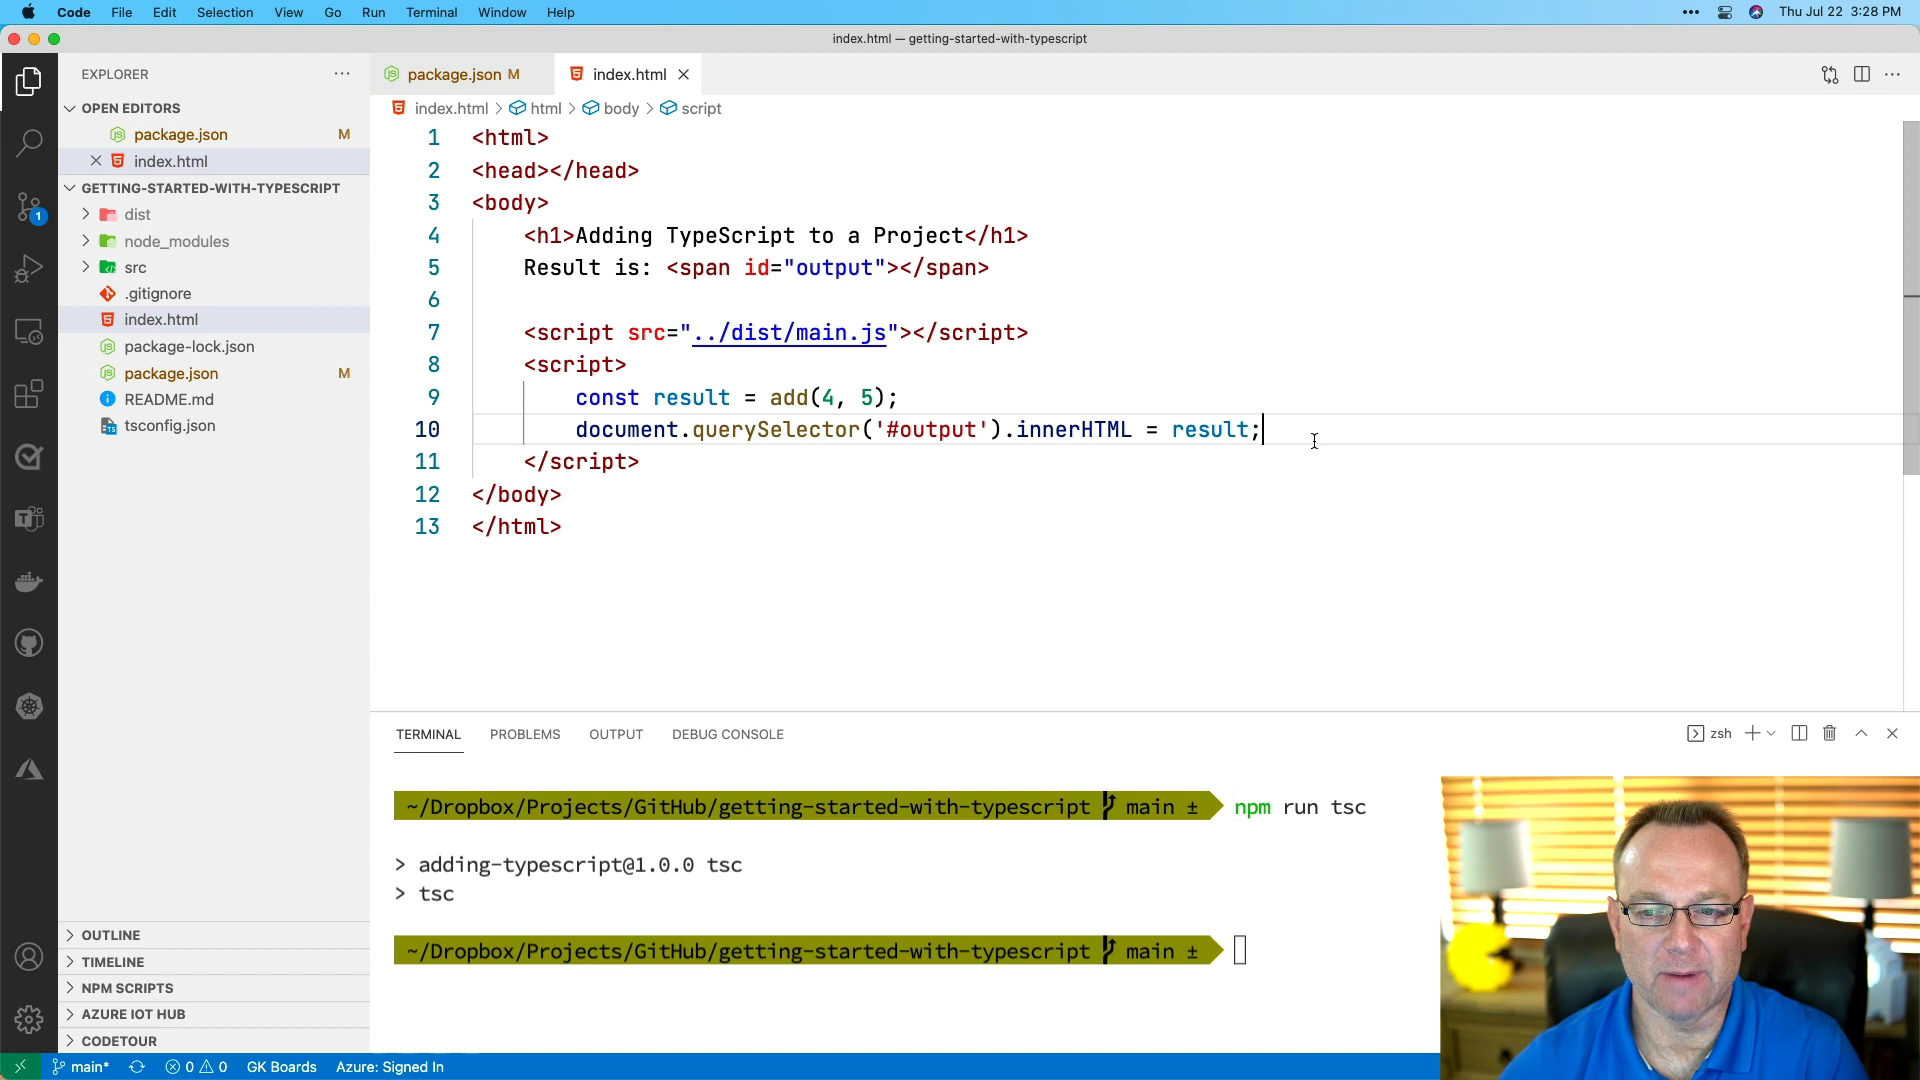 Code File Edit Selection View Go Run Terminal Window Help
Thu Jul 22 3:28 PM
index.html — getting-started-with-typescript
EXPLORER
OPEN EDITORS
package.json M
index.html
GETTING-STARTED-WITH-TYPESCRIPT
dist
node_modules
src
.gitignore
index.html
package-lock.json
package.json M
README.md
tsconfig.json
OUTLINE
TIMELINE
NPM SCRIPTS
AZURE IOT HUB
CODETOUR
1
package.json M
index.html
index.html > html > body > script
1 <html>
2 <head></head>
3 <body>
4 <h1>Adding TypeScript to a Project</h1>
5 Result is: <span id="output"></span>
6
7 <script src="../dist/main.js"></script>
8 <script>
9 const result = add(4, 5);
10 document.querySelector('#output').innerHTML = result;
11 </script>
12 </body>
13 </html>
TERMINAL PROBLEMS OUTPUT DEBUG CONSOLE
zsh
~/Dropbox/Projects/GitHub/getting-started-with-typescript main ± npm run tsc
> adding-typescript@1.0.0 tsc
> tsc
~/Dropbox/Projects/GitHub/getting-started-with-typescript main ±
main* 0 0 GK Boards Azure: Signed In